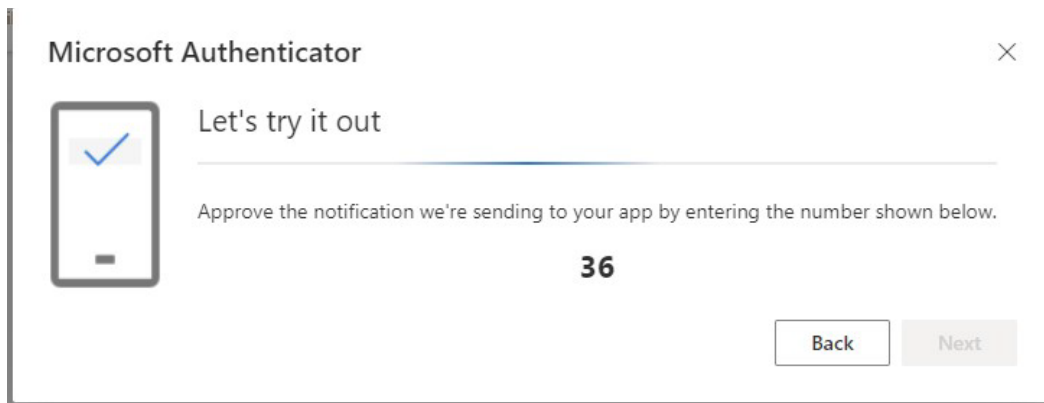 Microsoft Authenticator
Let's try it out
Approve the notification we're sending to your app by entering the number shown below.
36
Back
Next